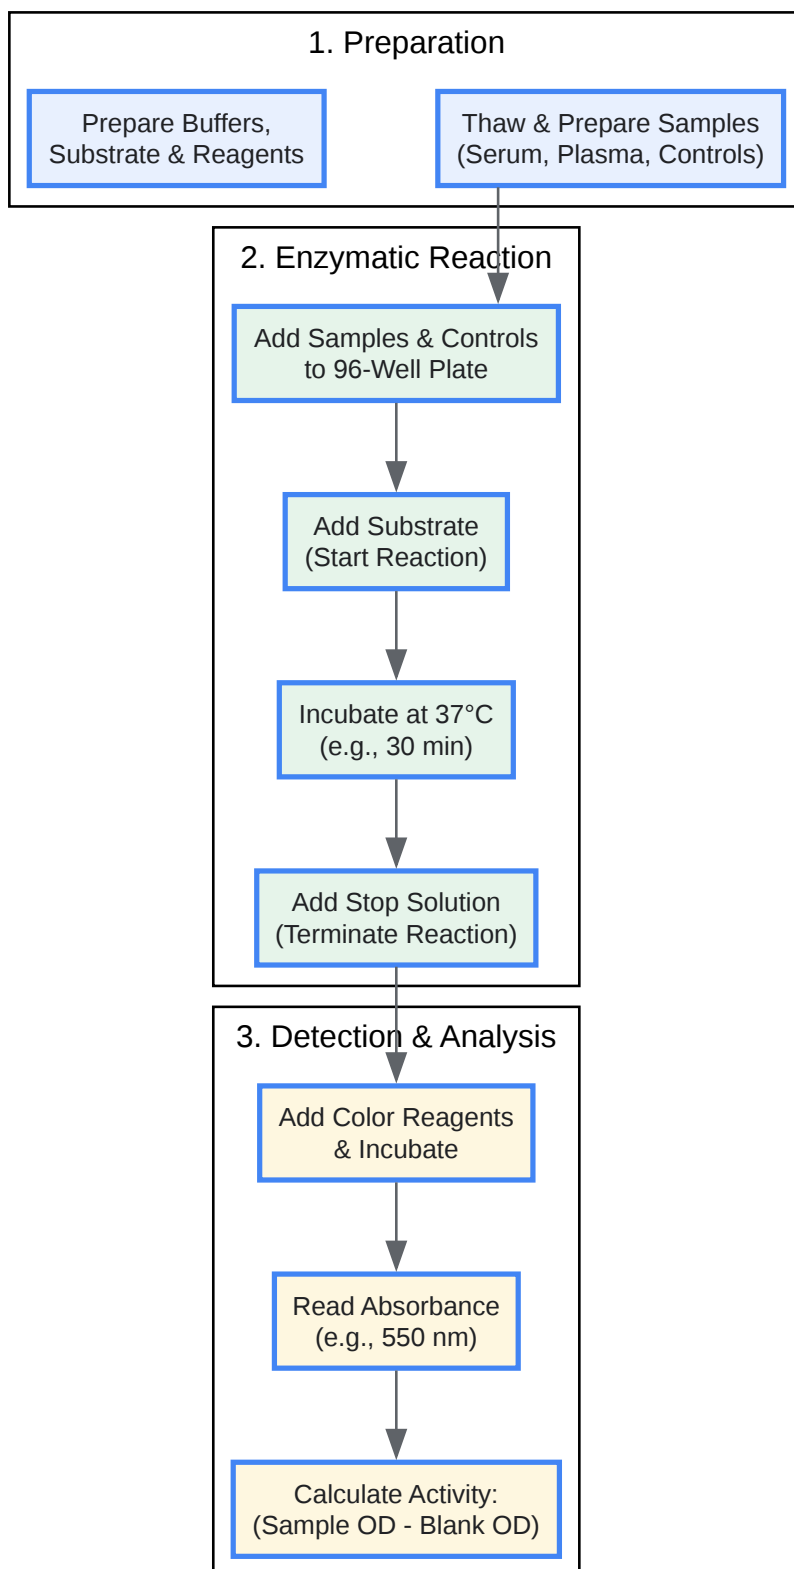 1. Preparation
Prepare Buffers,
Substrate & Reagents
Thaw & Prepare Samples
(Serum, Plasma, Controls)
2. Enzymatic Reaction
Add Samples & Controls
to 96-Well Plate
Add Substrate
(Start Reaction)
Incubate at 37°C
(e.g., 30 min)
Add Stop Solution
(Terminate Reaction)
3. Detection & Analysis
Add Color Reagents
& Incubate
Read Absorbance
(e.g., 550 nm)
Calculate Activity:
(Sample OD - Blank OD)